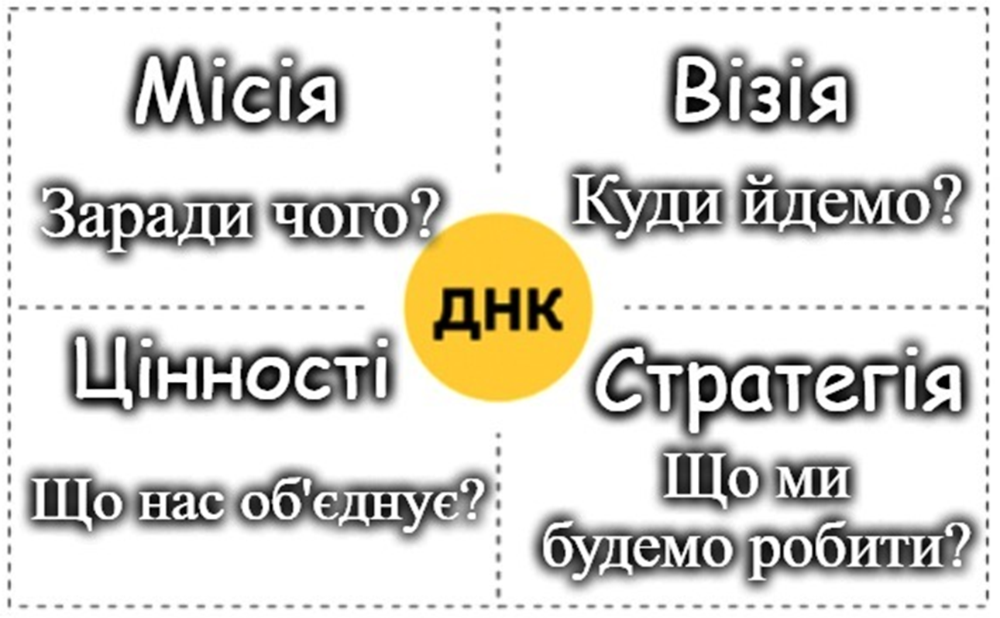 Місія
Заради чого?
Візія
Куди йдемо?
ДНК
Цінності
Що нас об'єднує?
Стратегія
Що ми
будемо робити?